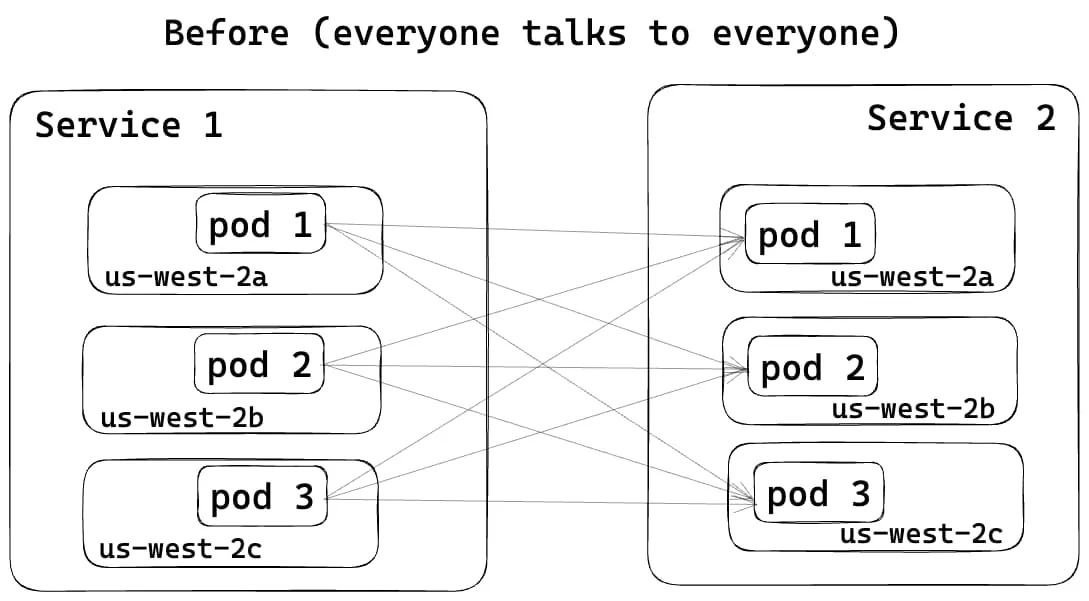 Before (everyone talks to everyone)
Service 1
pod 1
us-west-2a
pod 2
us-west-2b
pod 3
us-west-2c
Service 2
pod 1
us-west-2a
pod 2
us-west-2b
pod 3
us-west-2c